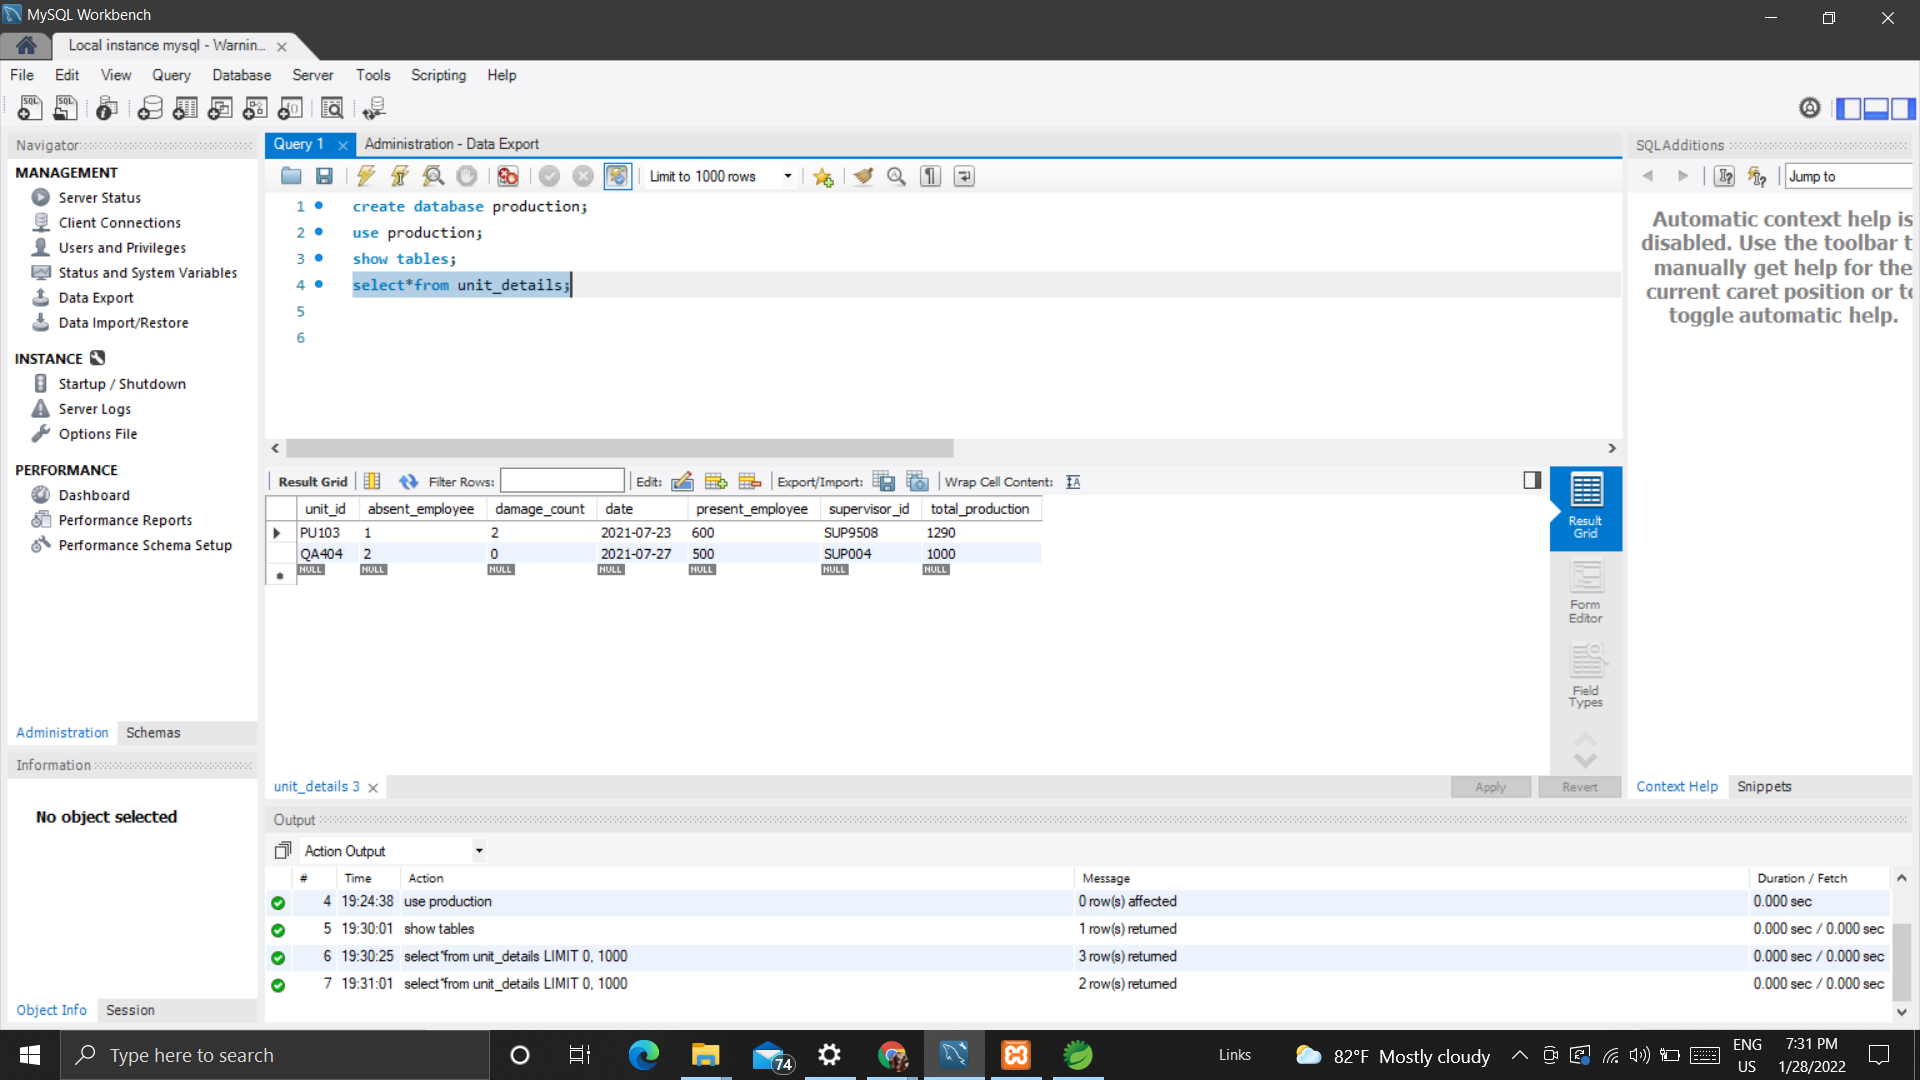 MySQL Workbench
Local instance mysql - Warnin...
File Edit View Query Database Server Tools Scripting Help
Navigator
MANAGEMENT
Server Status
Client Connections
Users and Privileges
Status and System Variables
Data Export
Data Import/Restore
INSTANCE
Startup / Shutdown
Server Logs
Options File
PERFORMANCE
Dashboard
Performance Reports
Performance Schema Setup
Administration Schemas
Information
No object selected
Object Info Session
Query 1 Administration - Data Export
Limit to 1000 rows
1 create database production;
2 use production;
3 show tables;
4 select*from unit_details;
5
6
Result Grid Filter Rows: Edit: Export/Import: Wrap Cell Content:
unit_id absent_employee damage_count date present_employee supervisor_id total_production
PU103 1 2 2021-07-23 600 SUP9508 1290
QA404 2 0 2021-07-27 500 SUP004 1000
NULL NULL NULL NULL NULL NULL NULL
Result
Grid
Form
Editor
Field
Types
unit_details 3
Apply Revert
SQLAdditions
Jump to
Automatic context help is
disabled. Use the toolbar t
manually get help for the
current caret position or to
toggle automatic help.
Context Help Snippets
Output
Action Output
# Time Action Message Duration / Fetch
4 19:24:38 use production 0 row(s) affected 0.000 sec
5 19:30:01 show tables 1 row(s) returned 0.000 sec / 0.000 sec
6 19:30:25 select*from unit_details LIMIT 0, 1000 3 row(s) returned 0.000 sec / 0.000 sec
7 19:31:01 select*from unit_details LIMIT 0, 1000 2 row(s) returned 0.000 sec / 0.000 sec
Type here to search
74
Links
82°F Mostly cloudy
ENG
US
7:31 PM
1/28/2022